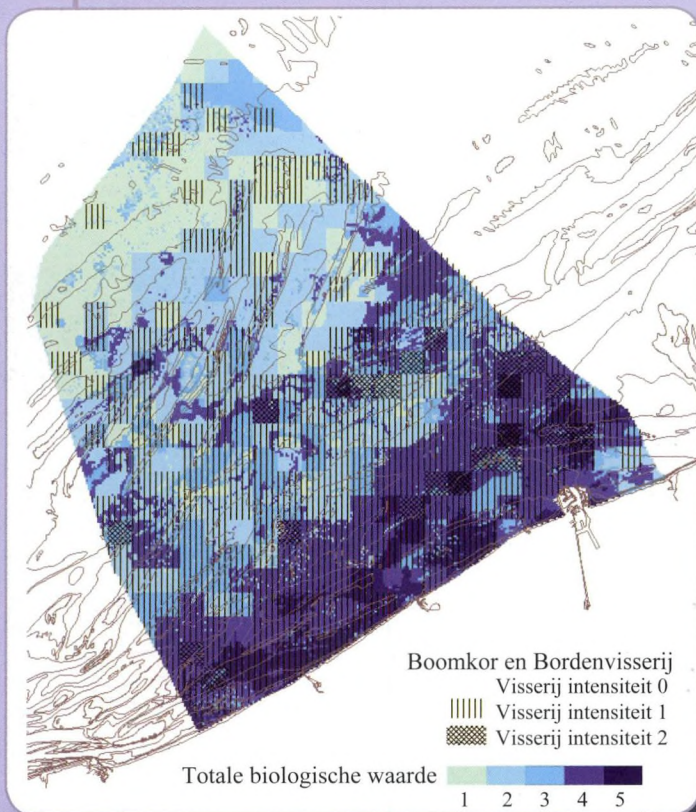 Boomkor en Bordenvisserij
Visserij intensiteit 0
Visserij intensiteit 1
Visserij intensiteit 2
Totale biologische waarde
1 2 3 4 5